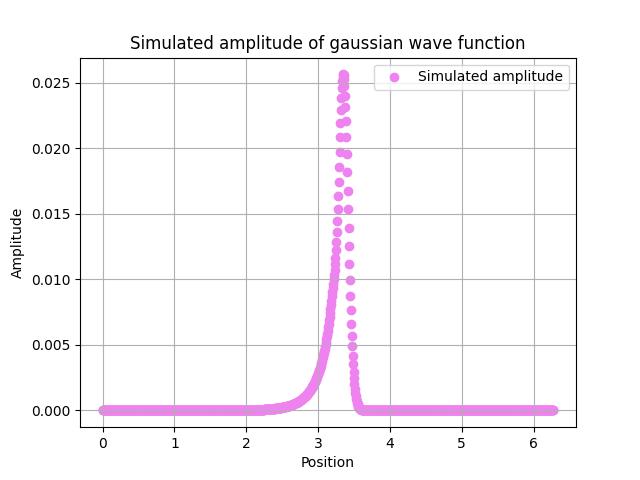 Simulated amplitude of gaussian wave function
Simulated amplitude
0.025
0.020
0.015
0.010
0.005
0.000
Amplitude
0 1 2 3 4 5 6
Position